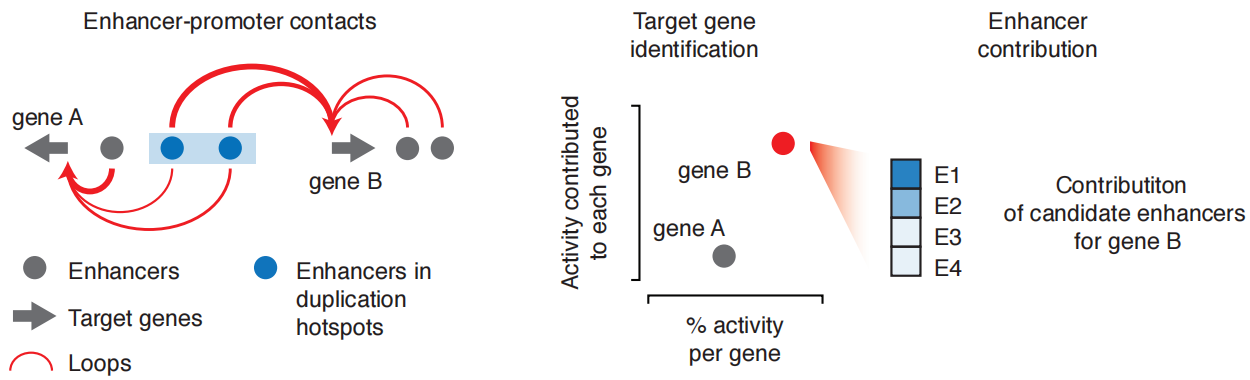 Enhancer-promoter contacts
gene A
gene B
Enhancers
Target genes
Loops
Enhancers in
duplication
hotspots
Target gene
identification
Activity contributed
to each gene
gene B
gene A
% activity
per gene
Enhancer
contribution
E1
E2
E3
E4
Contributiton
of candidate enhancers
for gene B